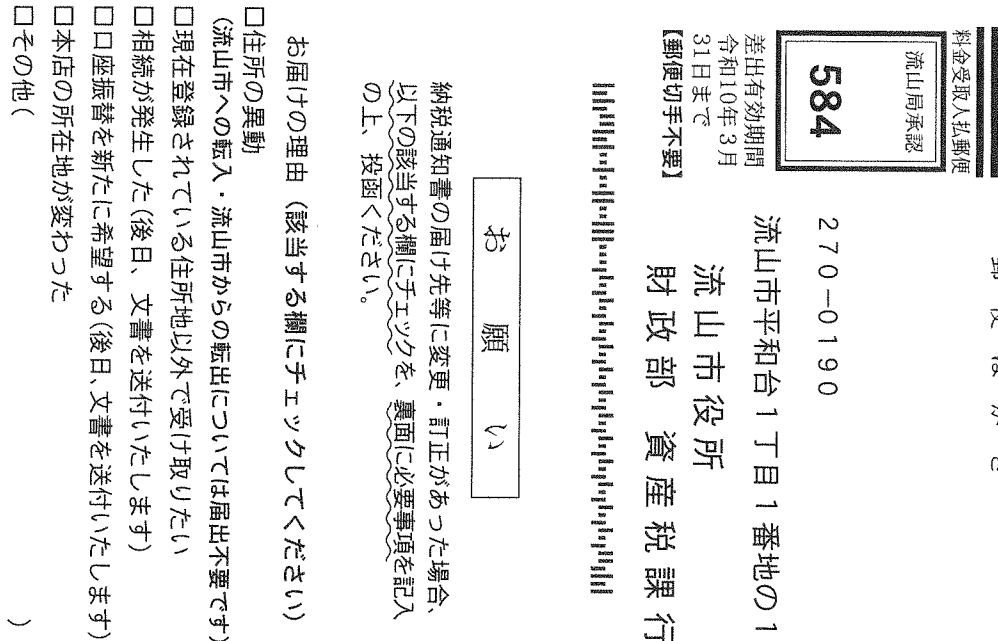 郵便はがき
料金受取人払郵便
流山局承認
584
差出有効期間
令和10年3月
31日まで
【郵便切手不要】
270-0190
流山市平和台1丁目1番地の1
流山市役所
財政部 資産税課 行
お願い
納税通知書の届け先等に変更・訂正があった場合、
以下の該当する欄にチェックを、裏面に必要事項を記入
の上、投函ください。
お届けの理由 (該当する欄にチェックしてください)
□住所の異動
(流山市への転入・流山市からの転出については届出不要です)
□現在登録されている住所地以外で受け取りたい
□相続が発生した(後日、文書を送付いたします)
□口座振替を新たに希望する(後日、文書を送付いたします)
□本店の所在地が変わった
□その他( )